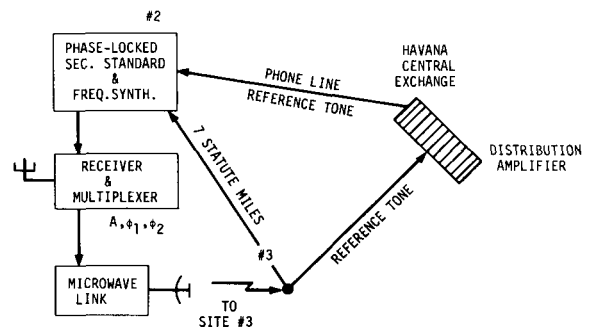 #2
PHASE-LOCKED
SEC. STANDARD
&
FREQ.SYNTH.
HAVANA
CENTRAL
EXCHANGE
PHONE LINE
REFERENCE TONE
DISTRIBUTION
AMPLIFIER
7 STATUTE MILES
RECEIVER
&
MULTIPLEXER
A,ϕ1,ϕ2
#3
REFERENCE TONE
MICROWAVE
LINK
TO
SITE #3